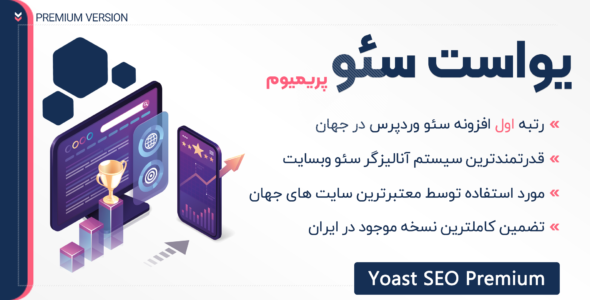 PREMIUM VERSION
یواست سئو پریمیوم
» رتبه اول افزونه سئو وردپرس در جهان
» قدرتمندترین سیستم آنالیزگر سئو وبسایت
» مورد استفاده توسط معتبرترین سایت های جهان
» تضمین کاملترین نسخه موجود در ایران
Yoast SEO Premium